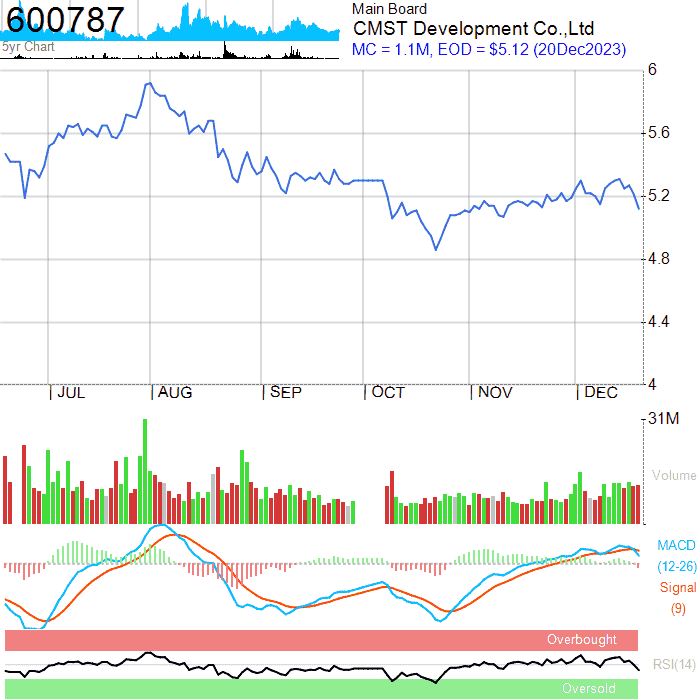 600787
5yr Chart
Main Board
CMST Development Co.,Ltd
MC = 1.1M, EOD = $5.12 (20Dec2023)
6
5.6
5.2
4.8
4.4
4
| JUL | AUG | SEP | OCT | NOV | DEC
31M
Volume
MACD
(12-26)
Signal
(9)
Overbought
RSI(14)
Oversold